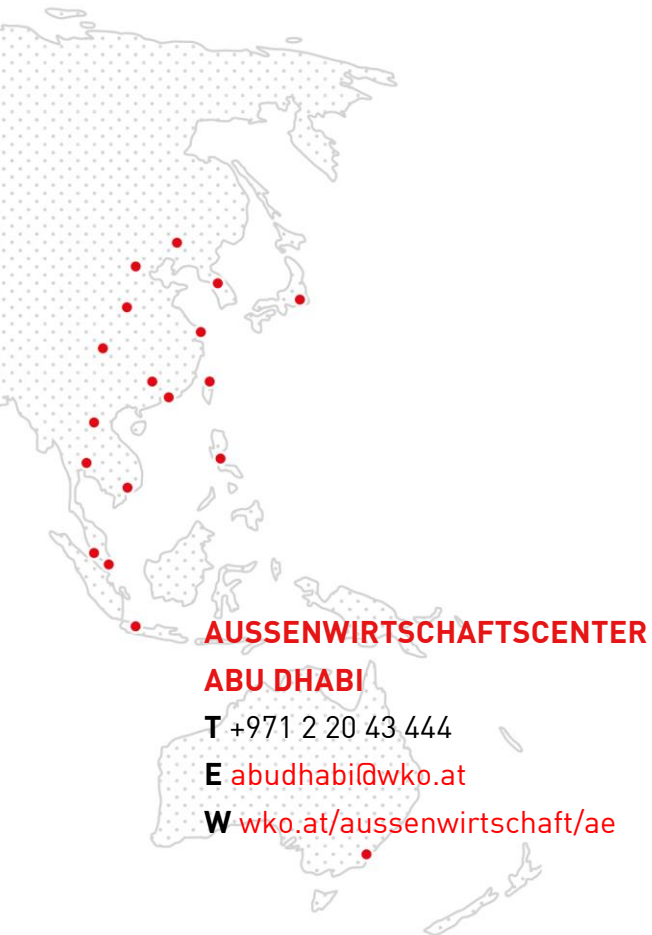 AUSSENWIRTSCHAFTSCENTER
ABU DHABI
T +971 2 20 43 444
E abudhabi@wko.at
W wko.at/aussenwirtschaft/ae